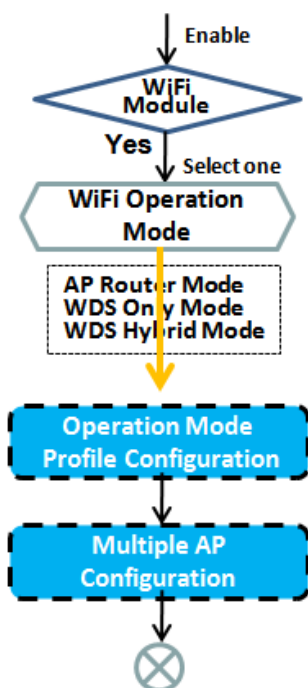 Enable
WiFi
Module
Yes
Select one
WiFi Operation
Mode
AP Router Mode
WDS Only Mode
WDS Hybrid Mode
Operation Mode
Profile Configuration
Multiple AP
Configuration